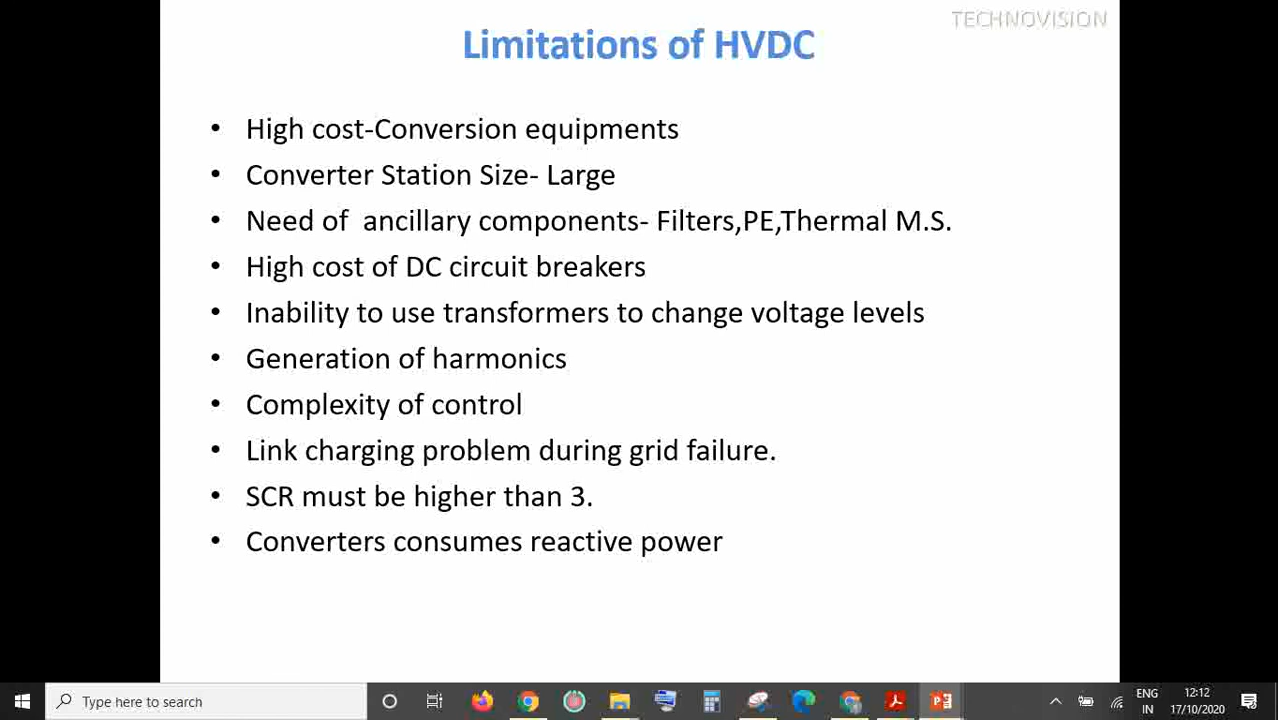 TECHNOVISION
Limitations of HVDC
• High cost-Conversion equipments
• Converter Station Size- Large
• Need of ancillary components- Filters,PE,Thermal M.S.
• High cost of DC circuit breakers
• Inability to use transformers to change voltage levels
• Generation of harmonics
• Complexity of control
• Link charging problem during grid failure.
• SCR must be higher than 3.
• Converters consumes reactive power
Type here to search
ENG
IN
12:12
17/10/2020